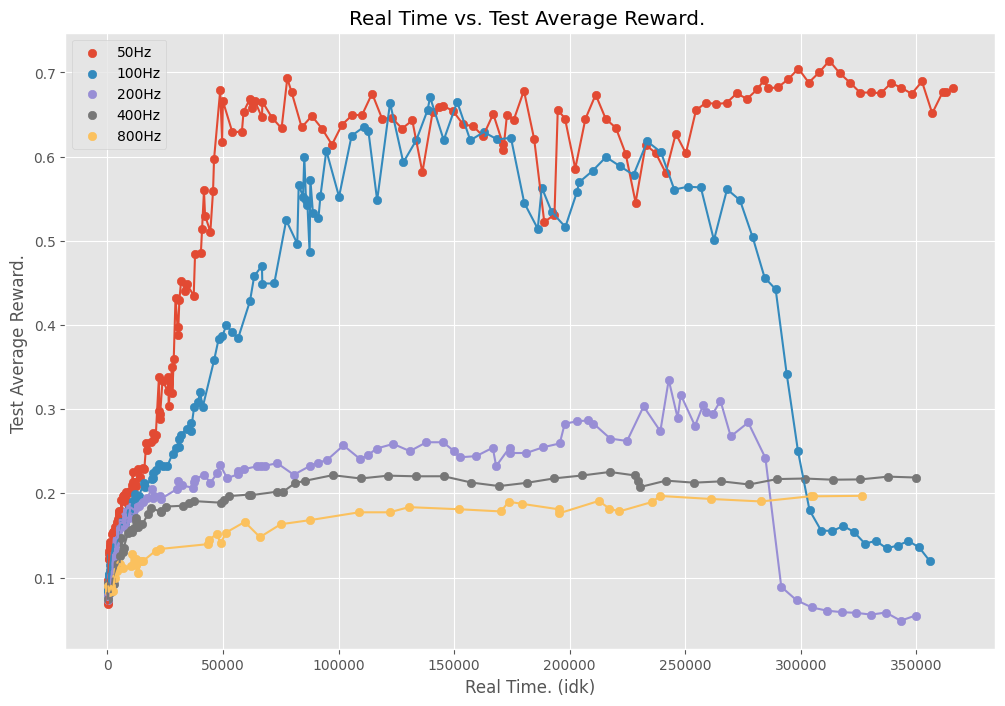 Real Time vs. Test Average Reward.
50Hz
100Hz
200Hz
400Hz
800Hz
Test Average Reward.
0.7
0.6
0.5
0.4
0.3
0.2
0.1
0 50000 100000 150000 200000 250000 300000 350000
Real Time. (idk)